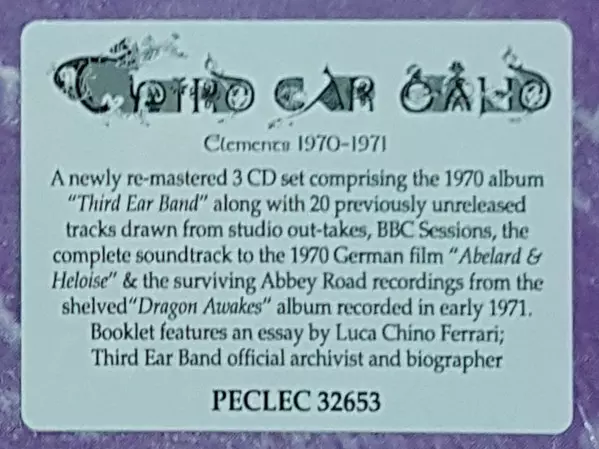 Third Ear Band
Elements 1970-1971
A newly re-mastered 3 CD set comprising the 1970 album
"Third Ear Band" along with 20 previously unreleased
tracks drawn from studio out-takes, BBC Sessions, the
complete soundtrack to the 1970 German film "Abelard &
Heloise" & the surviving Abbey Road recordings from the
shelved"Dragon Awakes" album recorded in early 1971.
Booklet features an essay by Luca Chino Ferrari;
Third Ear Band official archivist and biographer
PECLEC 32653